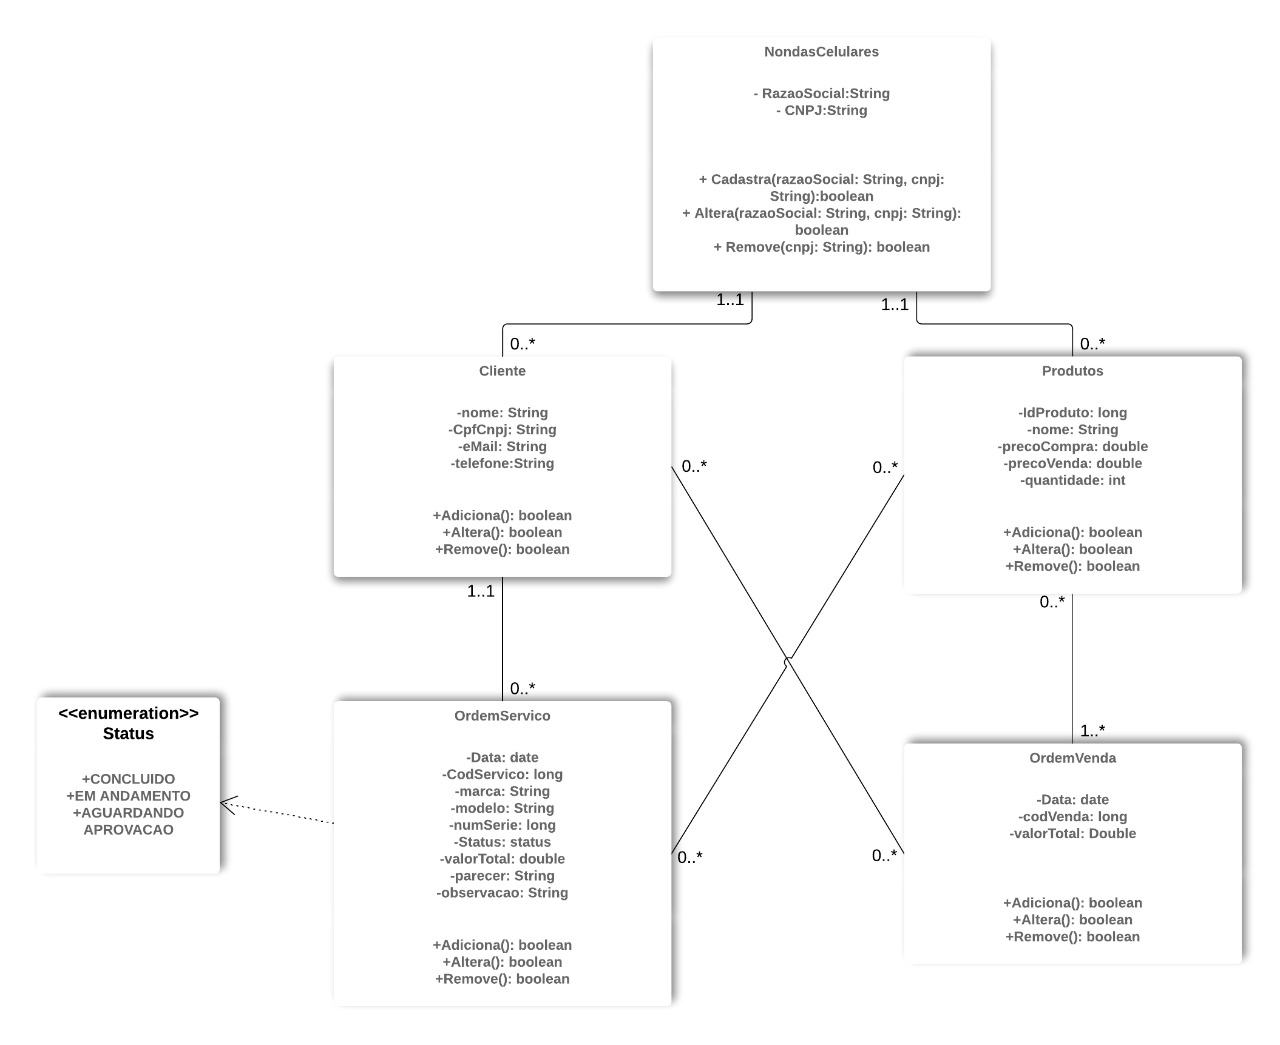 NondasCelulares
- RazaoSocial:String
- CNPJ:String
+ Cadastra(razaoSocial: String, cnpj:
String):boolean
+ Altera(razaoSocial: String, cnpj: String):
boolean
+ Remove(cnpj: String): boolean
1..1
1..1
0..*
0..*
Cliente
-nome: String
-CpfCnpj: String
-eMail: String
-telefone:String
+Adiciona(): boolean
+Altera(): boolean
+Remove(): boolean
Produtos
-IdProduto: long
-nome: String
-precoCompra: double
-precoVenda: double
-quantidade: int
+Adiciona(): boolean
+Altera(): boolean
+Remove(): boolean
0..*
0..*
1..1
0..*
0..*
1..*
<<enumeration>>
Status
+CONCLUIDO
+EM ANDAMENTO
+AGUARDANDO
APROVACAO
OrdemServico
-Data: date
-CodServico: long
-marca: String
-modelo: String
-numSerie: long
-Status: status
-valorTotal: double
-parecer: String
-observacao: String
+Adiciona(): boolean
+Altera(): boolean
+Remove(): boolean
0..*
0..*
OrdemVenda
-Data: date
-codVenda: long
-valorTotal: Double
+Adiciona(): boolean
+Altera(): boolean
+Remove(): boolean